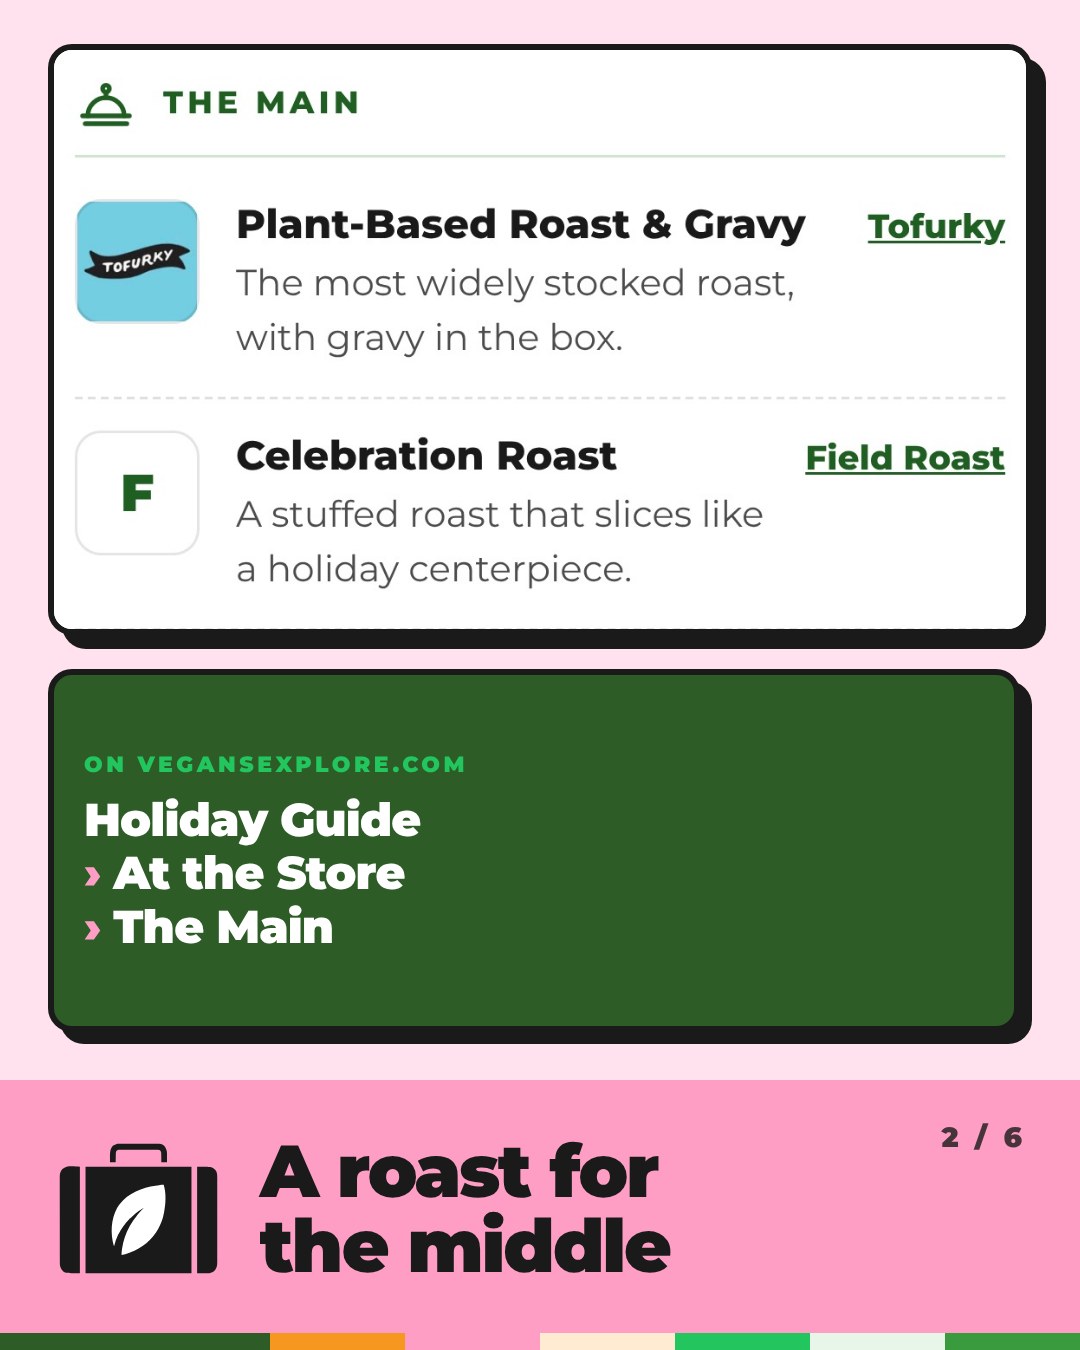 THE MAIN
TOFURKY
Plant-Based Roast & Gravy
Tofurky
The most widely stocked roast,
with gravy in the box.
F
Celebration Roast
Field Roast
A stuffed roast that slices like
a holiday centerpiece.
ON VEGANSEXPLORE.COM
Holiday Guide
› At the Store
› The Main
2 / 6
A roast for
the middle